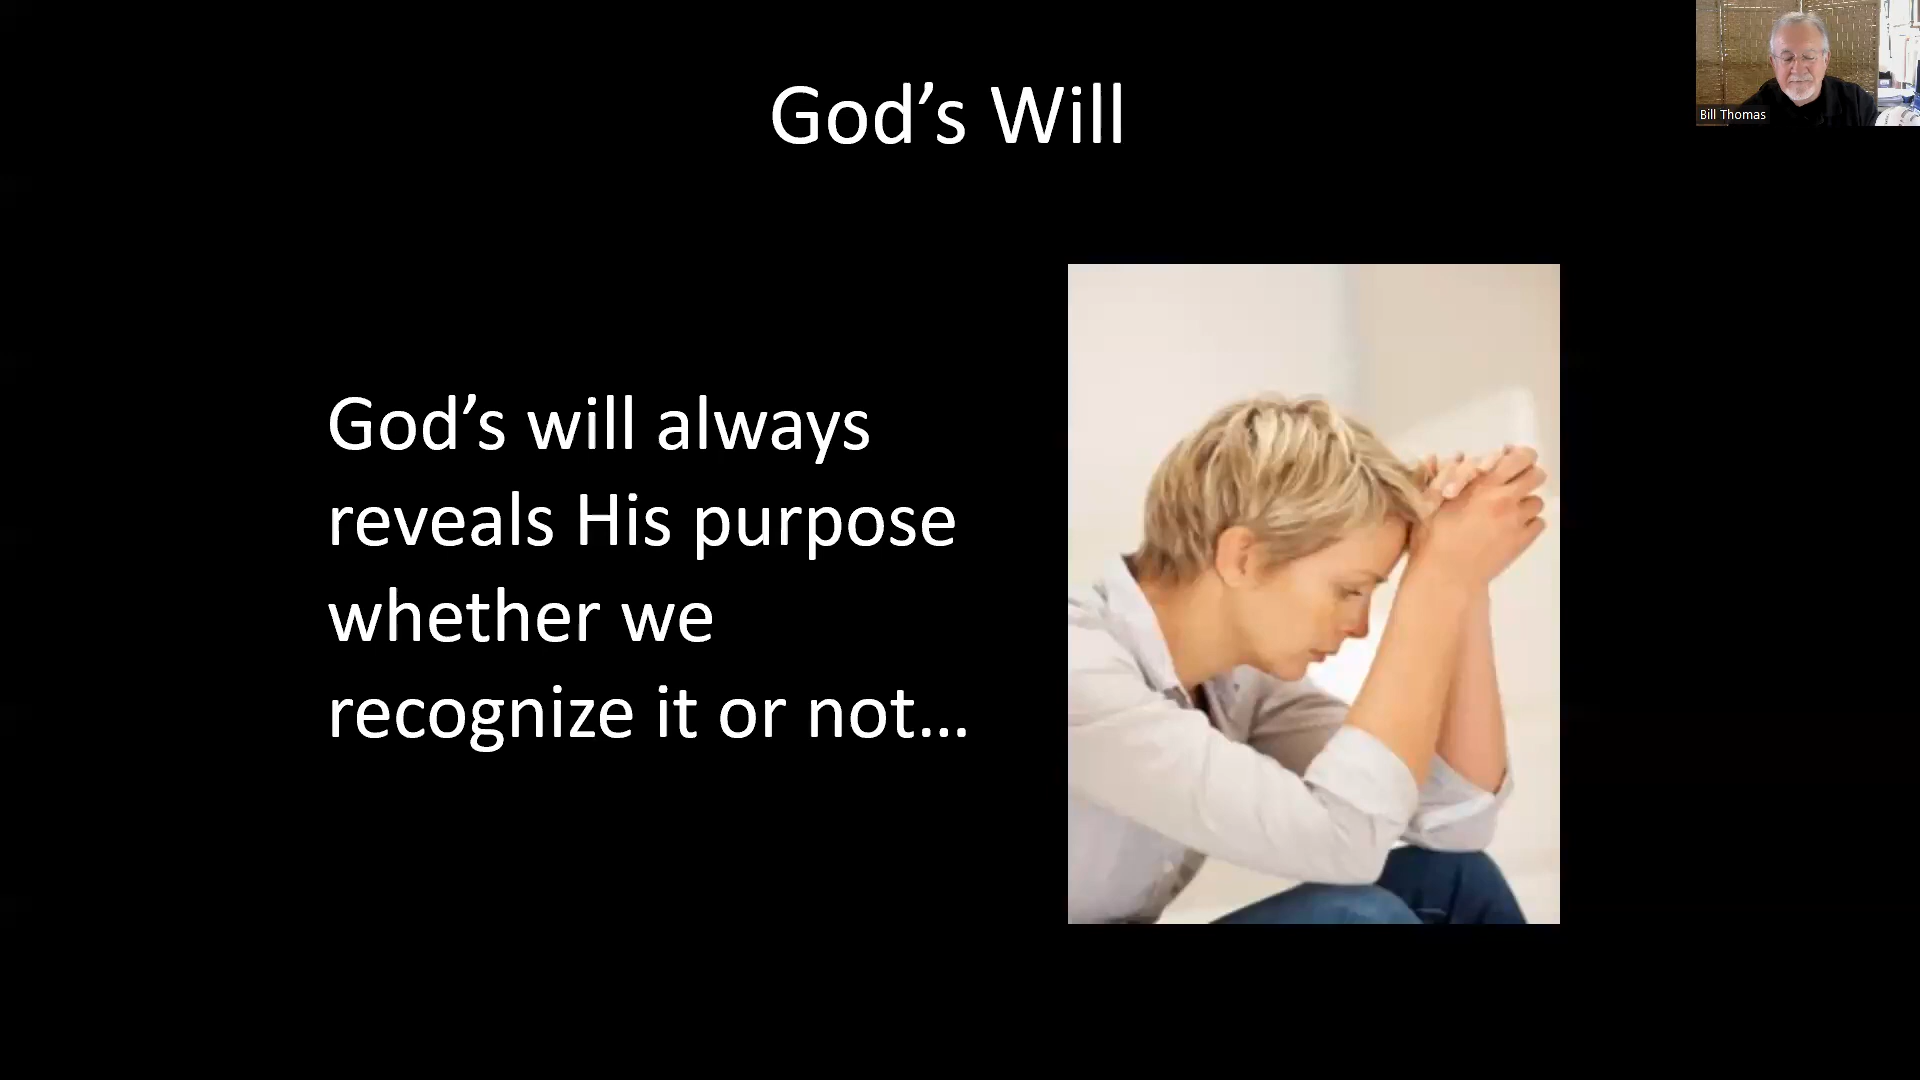 God’s Will
Bill Thomas
God’s will always
reveals His purpose
whether we
recognize it or not…